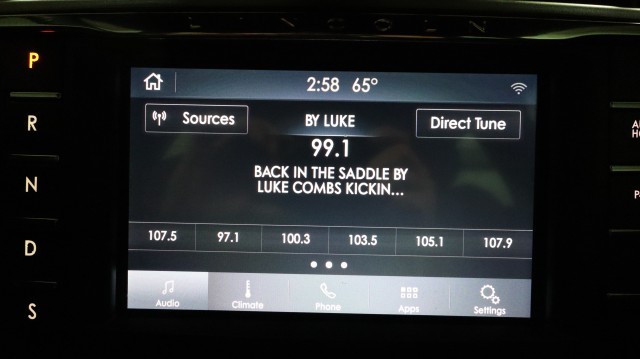 LINCOLN
P
R
N
D
S
2:58 65°
Sources
BY LUKE
Direct Tune
99.1
BACK IN THE SADDLE BY
LUKE COMBS KICKIN...
107.5 97.1 100.3 103.5 105.1 107.9
Audio Climate Phone Apps Settings